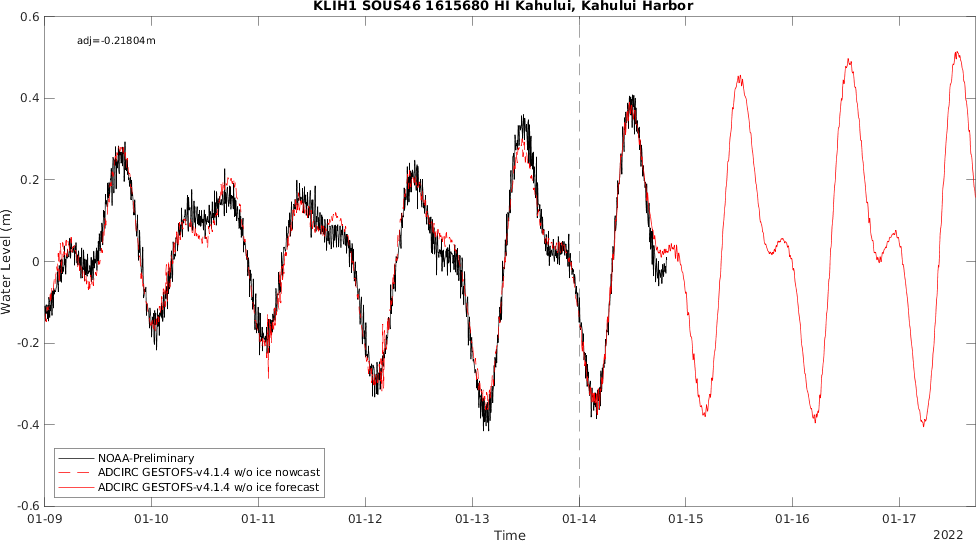 KLIH1 SOUS46 1615680 HI Kahului, Kahului Harbor
adj=-0.21804m
Water Level (m)
0.6
0.4
0.2
0
-0.2
-0.4
-0.6
NOAA-Preliminary
ADCIRC GESTOFS-v4.1.4 w/o ice nowcast
ADCIRC GESTOFS-v4.1.4 w/o ice forecast
01-09 01-10 01-11 01-12 01-13 01-14 01-15 01-16 01-17
Time
2022